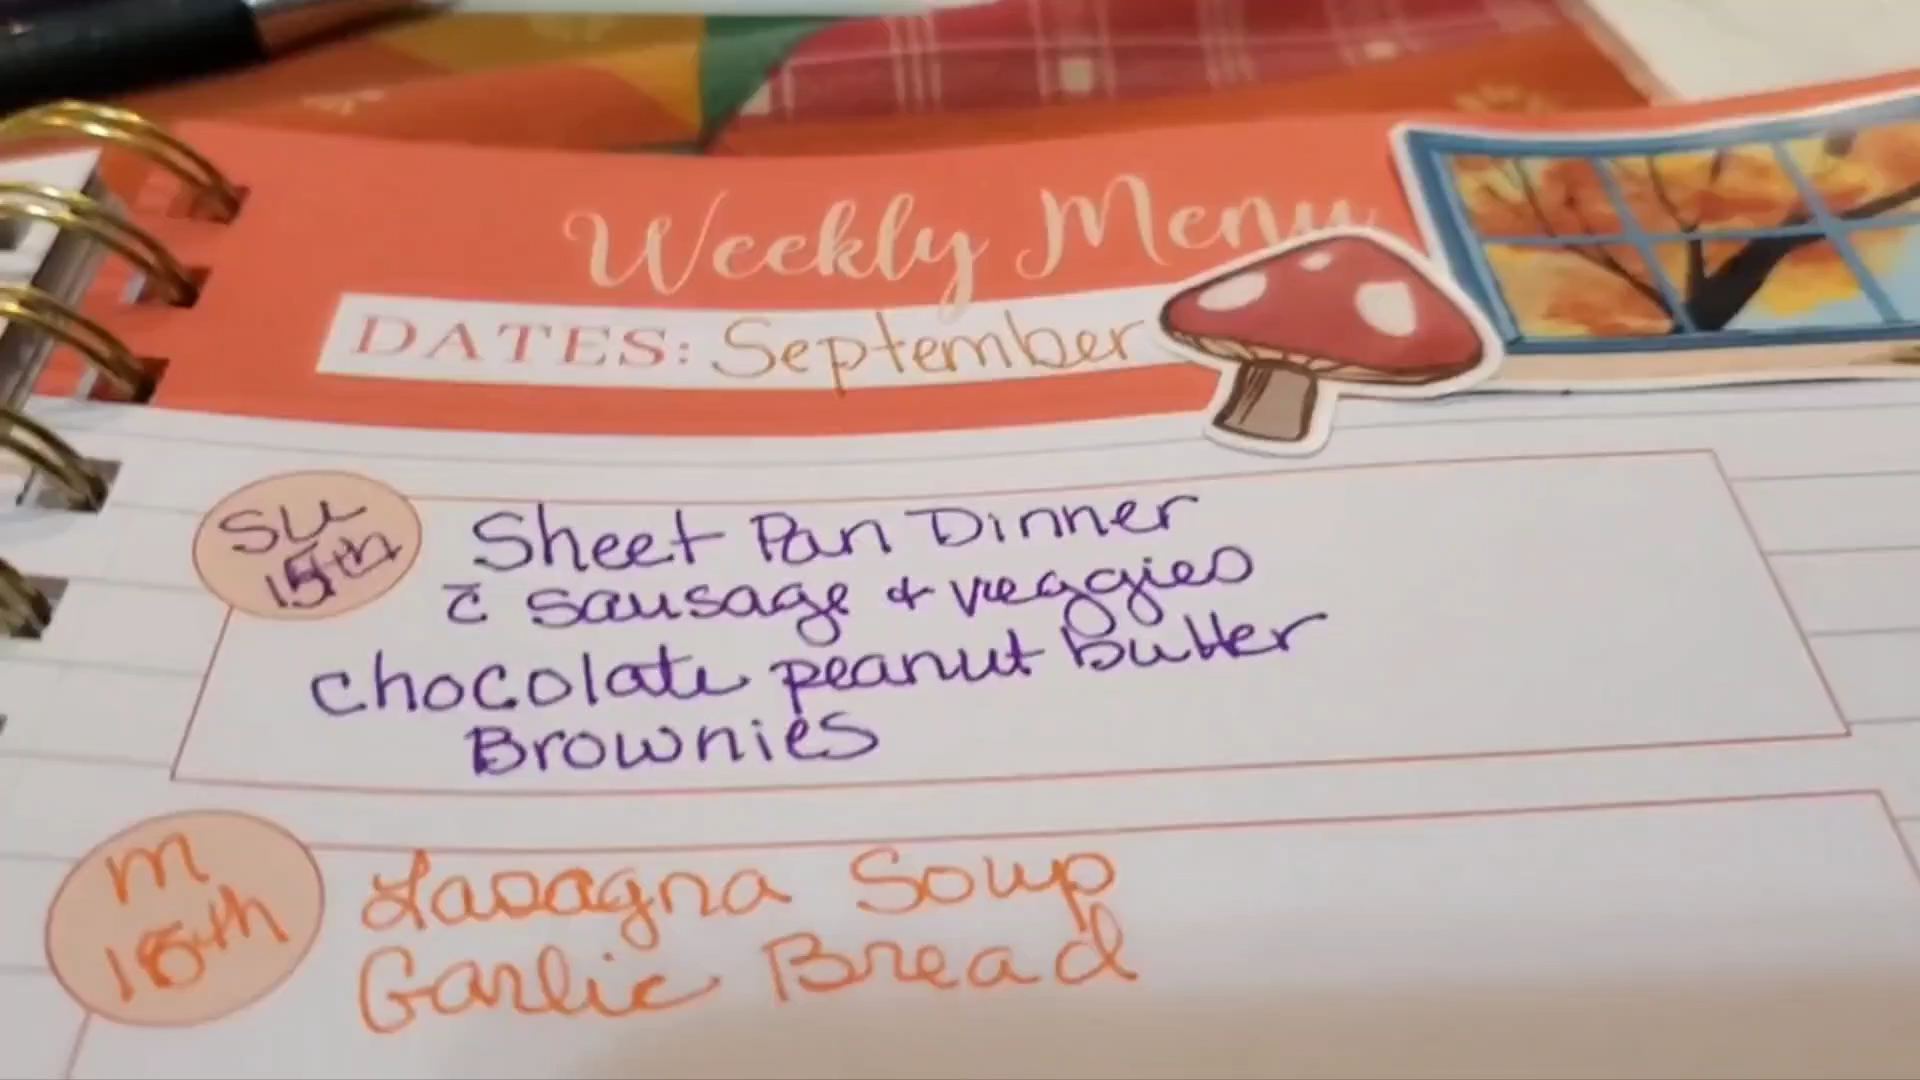 Weekly Menu
DATES: September
Su
15th
Sheet Pan Dinner
c̄ sausage & veggies
chocolate peanut butter
Brownies
M
Lasagna Soup
Garlic Bread